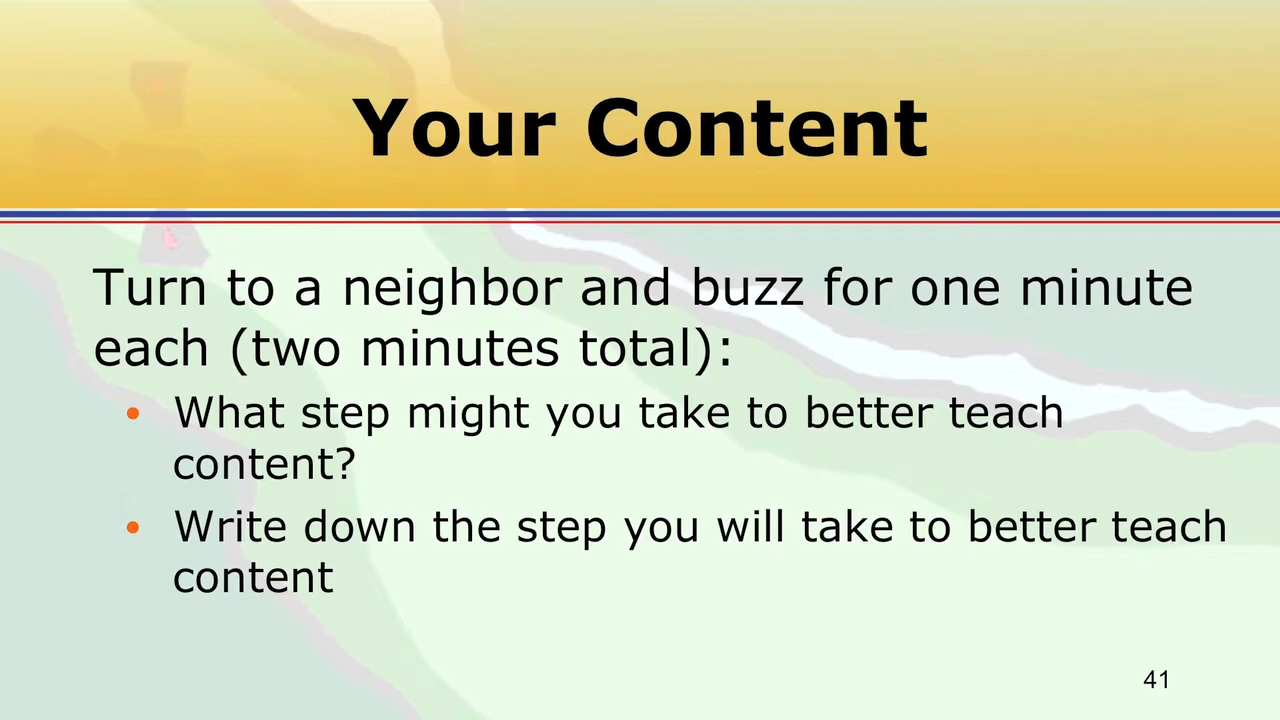 Your Content
Turn to a neighbor and buzz for one minute
each (two minutes total):
• What step might you take to better teach
content?
• Write down the step you will take to better teach
content
41